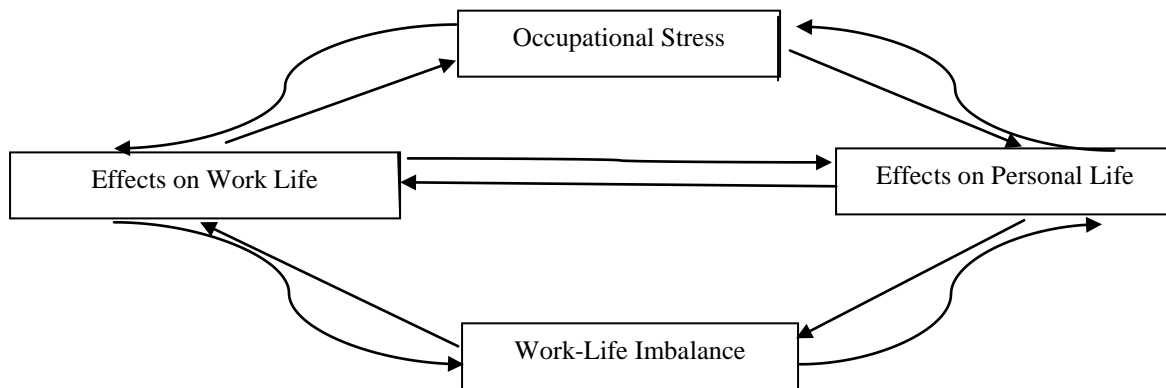 Occupational Stress
Effects on Work Life
Effects on Personal Life
Work-Life Imbalance